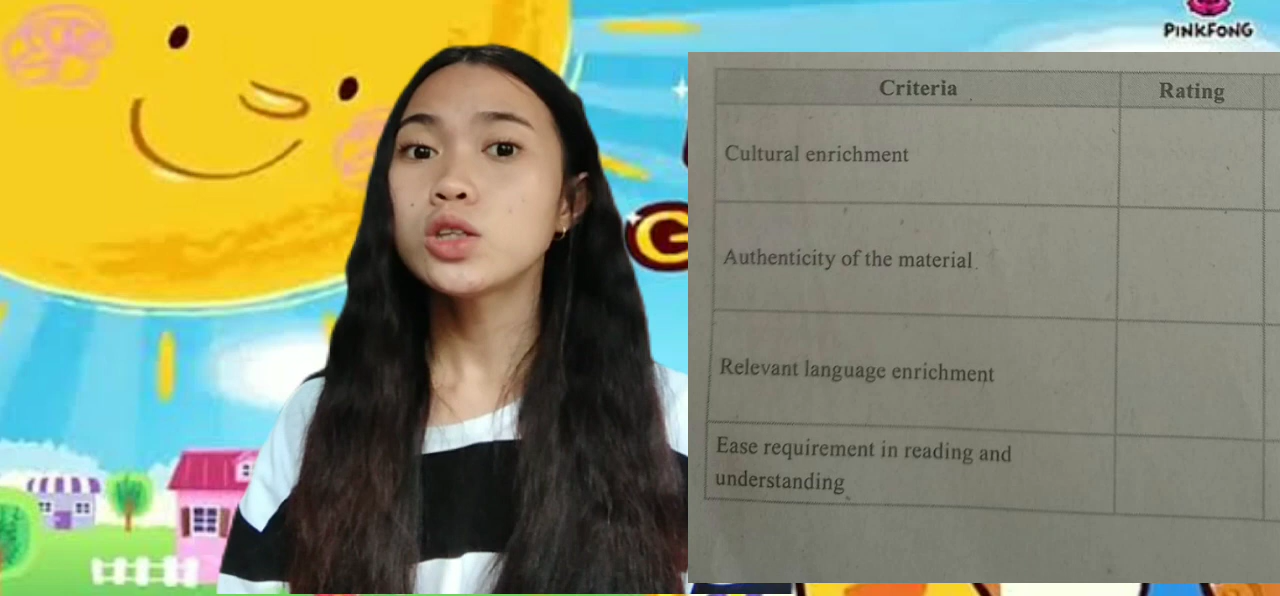 PINKFONG
Criteria
Rating
Cultural enrichment
Authenticity of the material
Relevant language enrichment
Ease requirement in reading and
understanding